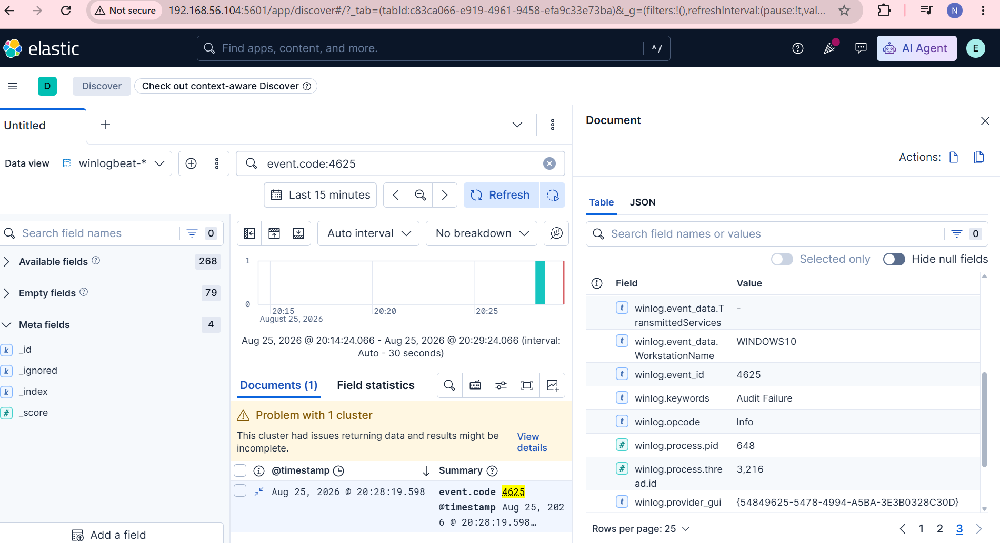 Not secure
192.168.56.104:5601/app/discover#/?_tab=(tabId:c83ca066-e919-4961-9458-efa9c33e73ba)&_g=(filters:!(),refreshInterval:(pause:!t,val...
N
elastic
Find apps, content, and more.
^ /
AI Agent
E
D
Discover
Check out context-aware Discover
Untitled
Data view
winlogbeat-*
event.code:4625
Last 15 minutes
Refresh
Search field names
0
Available fields
268
Empty fields
79
Meta fields
4
k _id
k _ignored
k _index
# _score
Add a field
Auto interval
No breakdown
1
0
20:15
August 25, 2026
20:20
20:25
Aug 25, 2026 @ 20:14:24.066 - Aug 25, 2026 @ 20:29:24.066 (interval:
Auto - 30 seconds)
Documents (1)
Field statistics
Problem with 1 cluster
This cluster had issues returning data and results might be
incomplete.
View
details
@timestamp
Summary
Aug 25, 2026 @ 20:28:19.598
event.code 4625
@timestamp Aug 25, 202
6 @ 20:28:19.598…
Document
Actions:
Table
JSON
Search field names or values
0
Selected only
Hide null fields
Field
Value
t winlog.event_data.T
ransmittedServices
-
t winlog.event_data.
WorkstationName
WINDOWS10
t winlog.event_id
4625
t winlog.keywords
Audit Failure
t winlog.opcode
Info
# winlog.process.pid
648
# winlog.process.thre
ad.id
3,216
t winlog.provider_gui
{54849625-5478-4994-A5BA-3E3B0328C30D}
Rows per page: 25
1
2
3